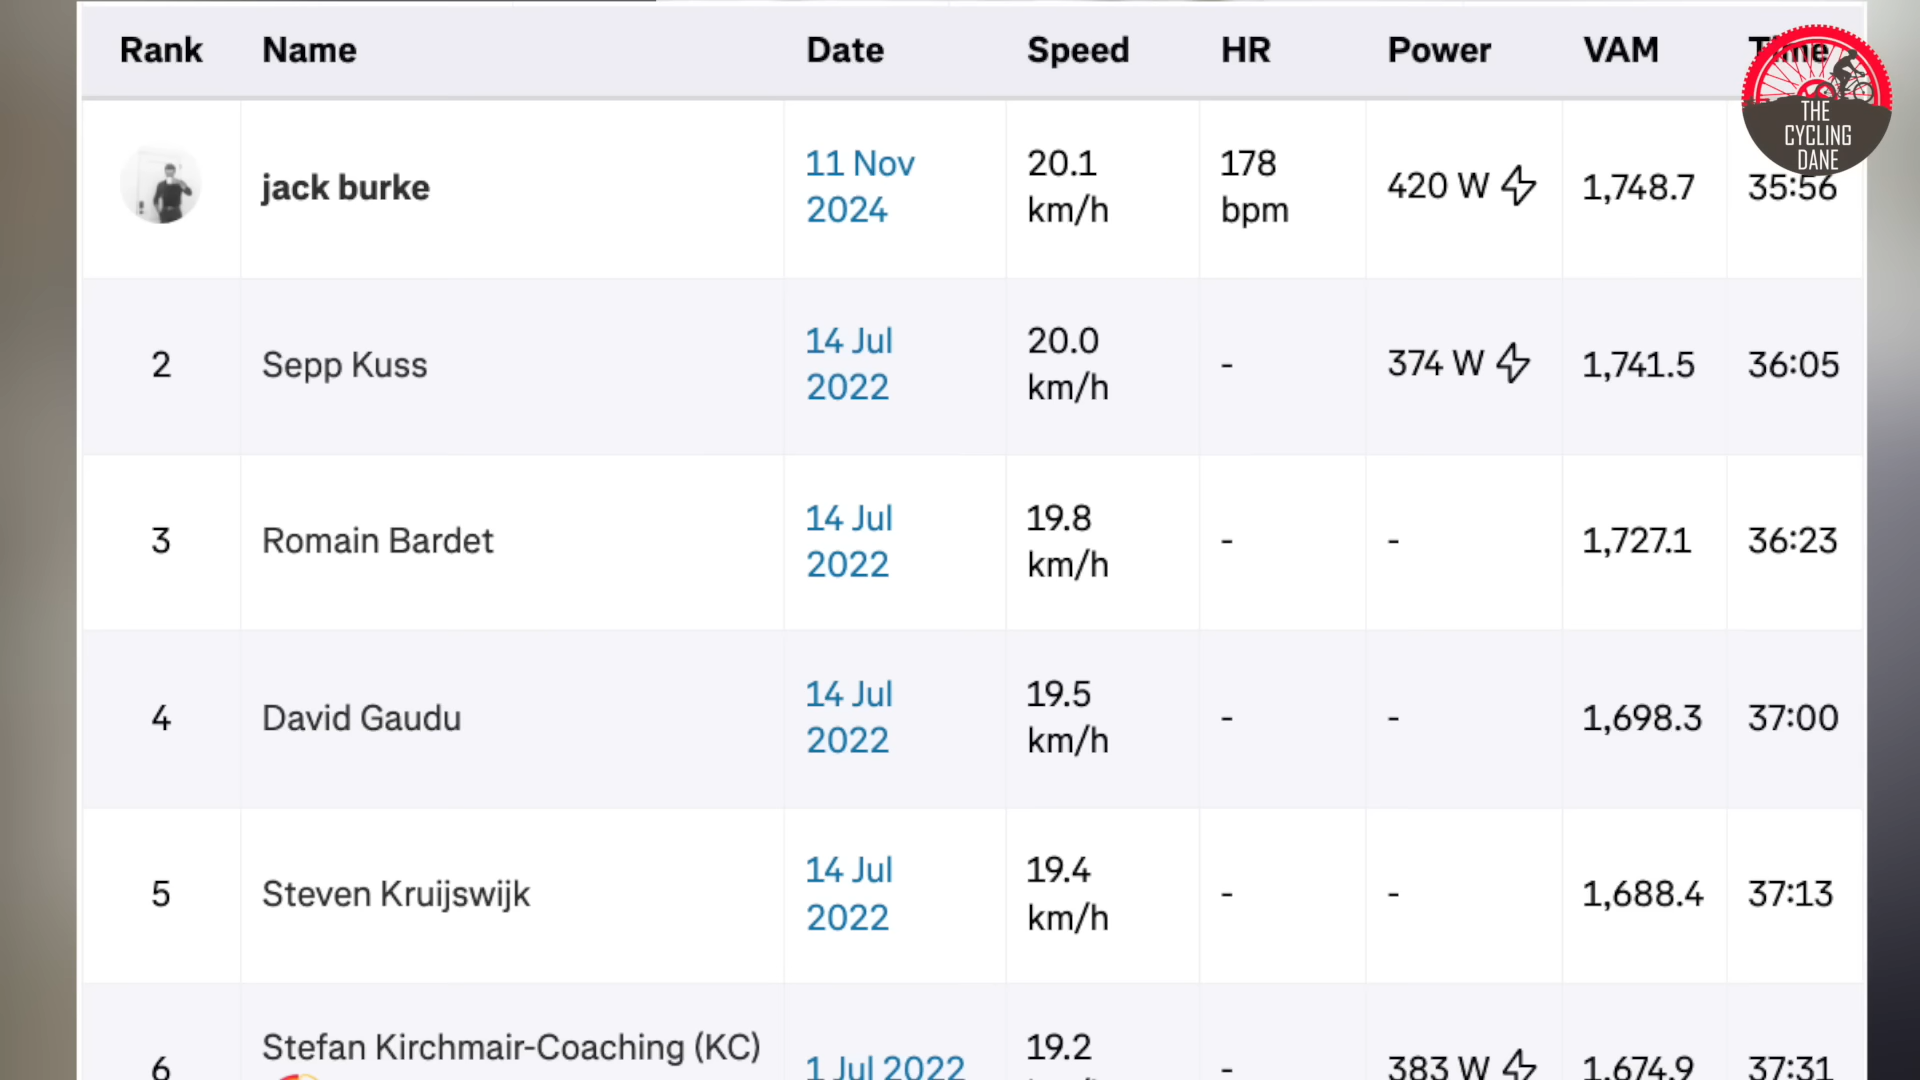 Rank Name Date Speed HR Power VAM Time
THE
CYCLING
DANE
jack burke 11 Nov 2024 20.1 km/h 178 bpm 420 W 1,748.7 35:56
2 Sepp Kuss 14 Jul 2022 20.0 km/h - 374 W 1,741.5 36:05
3 Romain Bardet 14 Jul 2022 19.8 km/h - - 1,727.1 36:23
4 David Gaudu 14 Jul 2022 19.5 km/h - - 1,698.3 37:00
5 Steven Kruijswijk 14 Jul 2022 19.4 km/h - - 1,688.4 37:13
6 Stefan Kirchmair-Coaching (KC) 1 Jul 2022 19.2 - 383 W 1,674.9 37:31